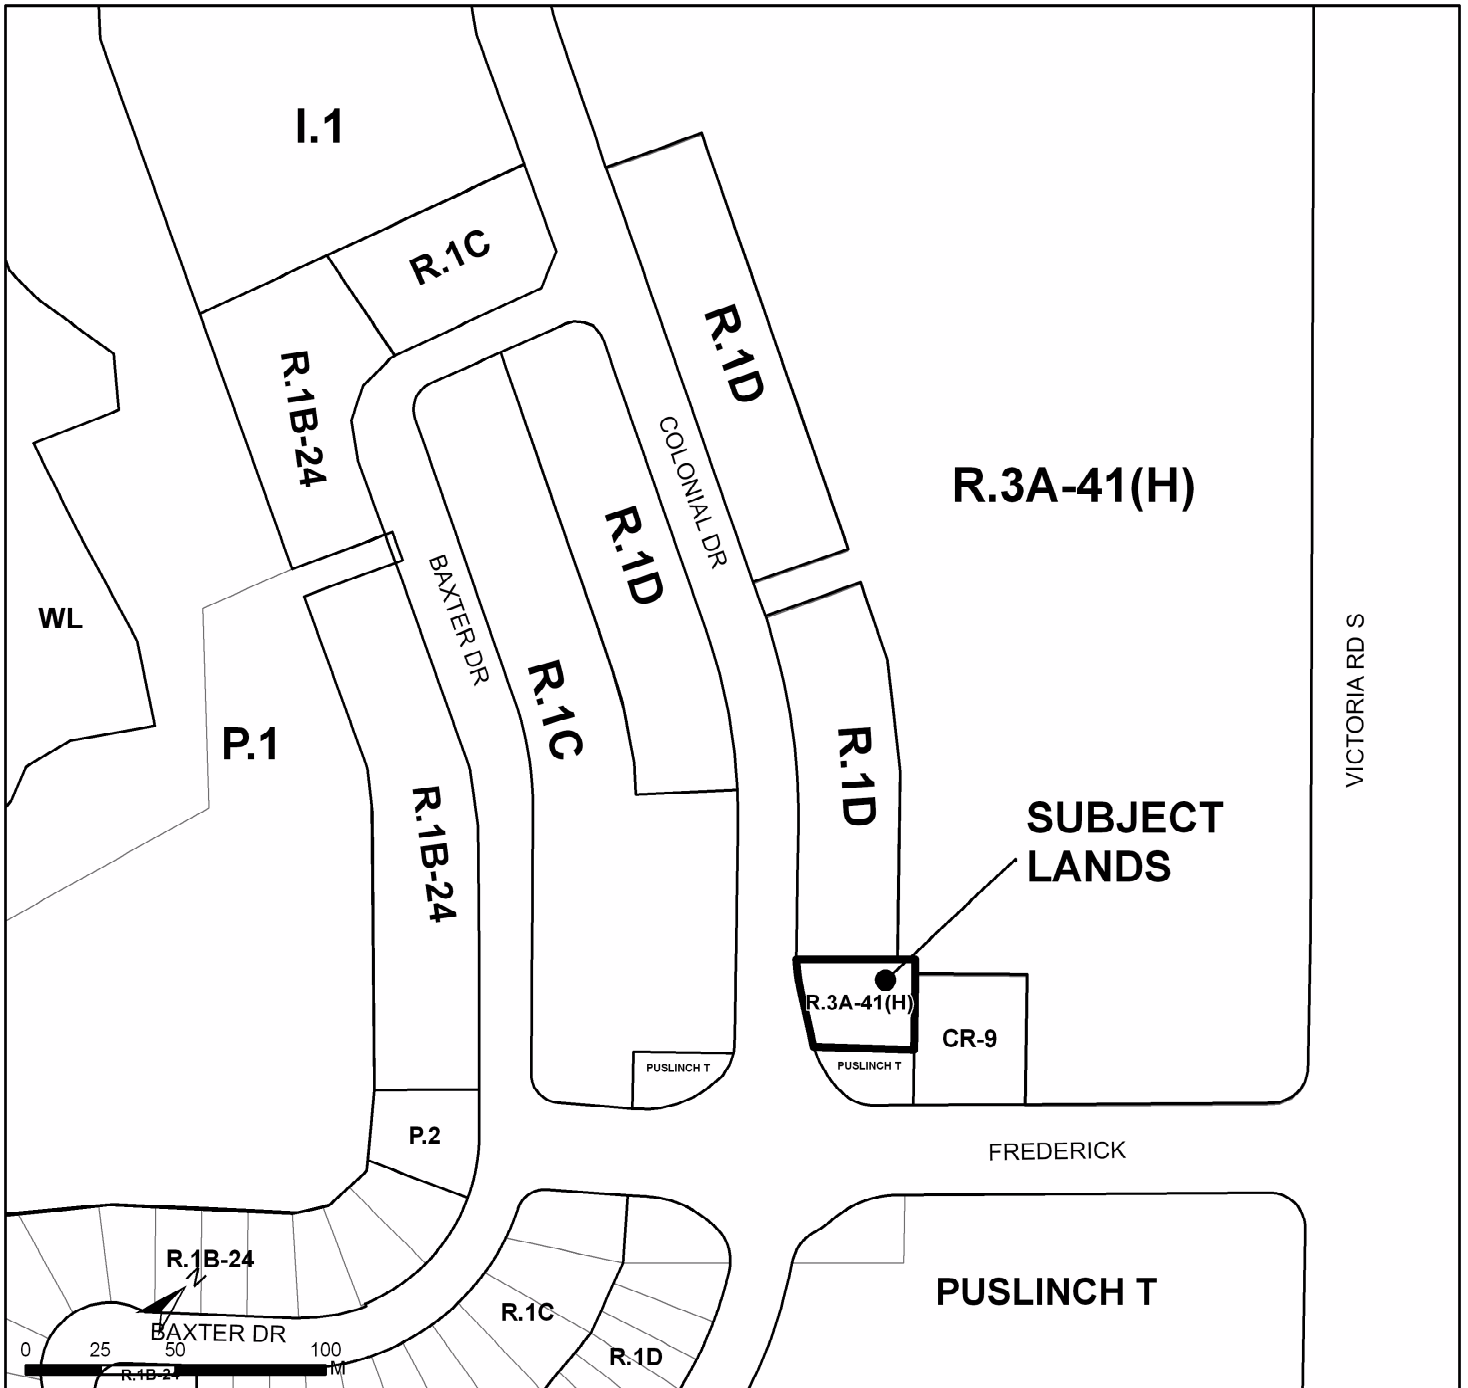 I.1
R.1C
R.1D
R.1B-24
COLONIAL DR
R.3A-41(H)
R.1D
BAXTER DR
WL
R.1C
VICTORIA RD S
P.1
R.1D
R.1B-24
SUBJECT
LANDS
R.3A-41(H)
CR-9
PUSLINCH T
PUSLINCH T
P.2
FREDERICK
R.1B-24
N
PUSLINCH T
R.1C
BAXTER DR
R.1D
0 25 50 100
M
R.1B-24